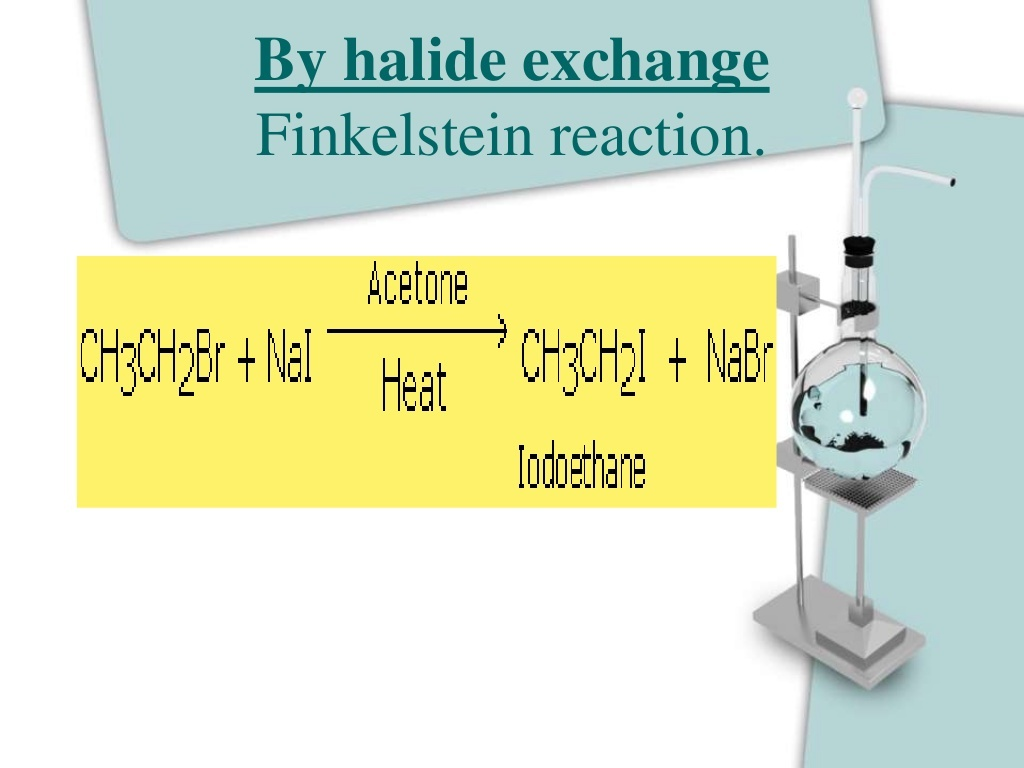 By halide exchange
Finkelstein reaction.
Acetone
CH3CH2Br + NaI → CH3CH2I + NaBr
Heat
Iodoethane